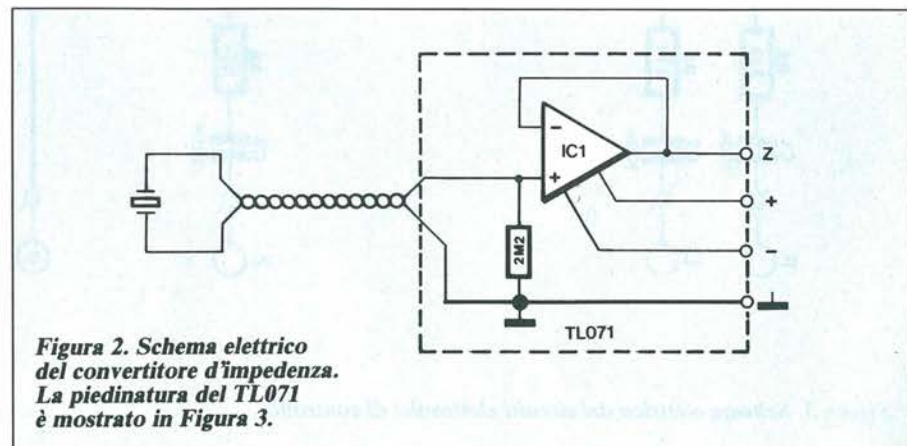 IC1
−
+
Z
+
−
2M2
TL071
Figura 2. Schema elettrico
del convertitore d'impedenza.
La piedinatura del TL071
è mostrato in Figura 3.